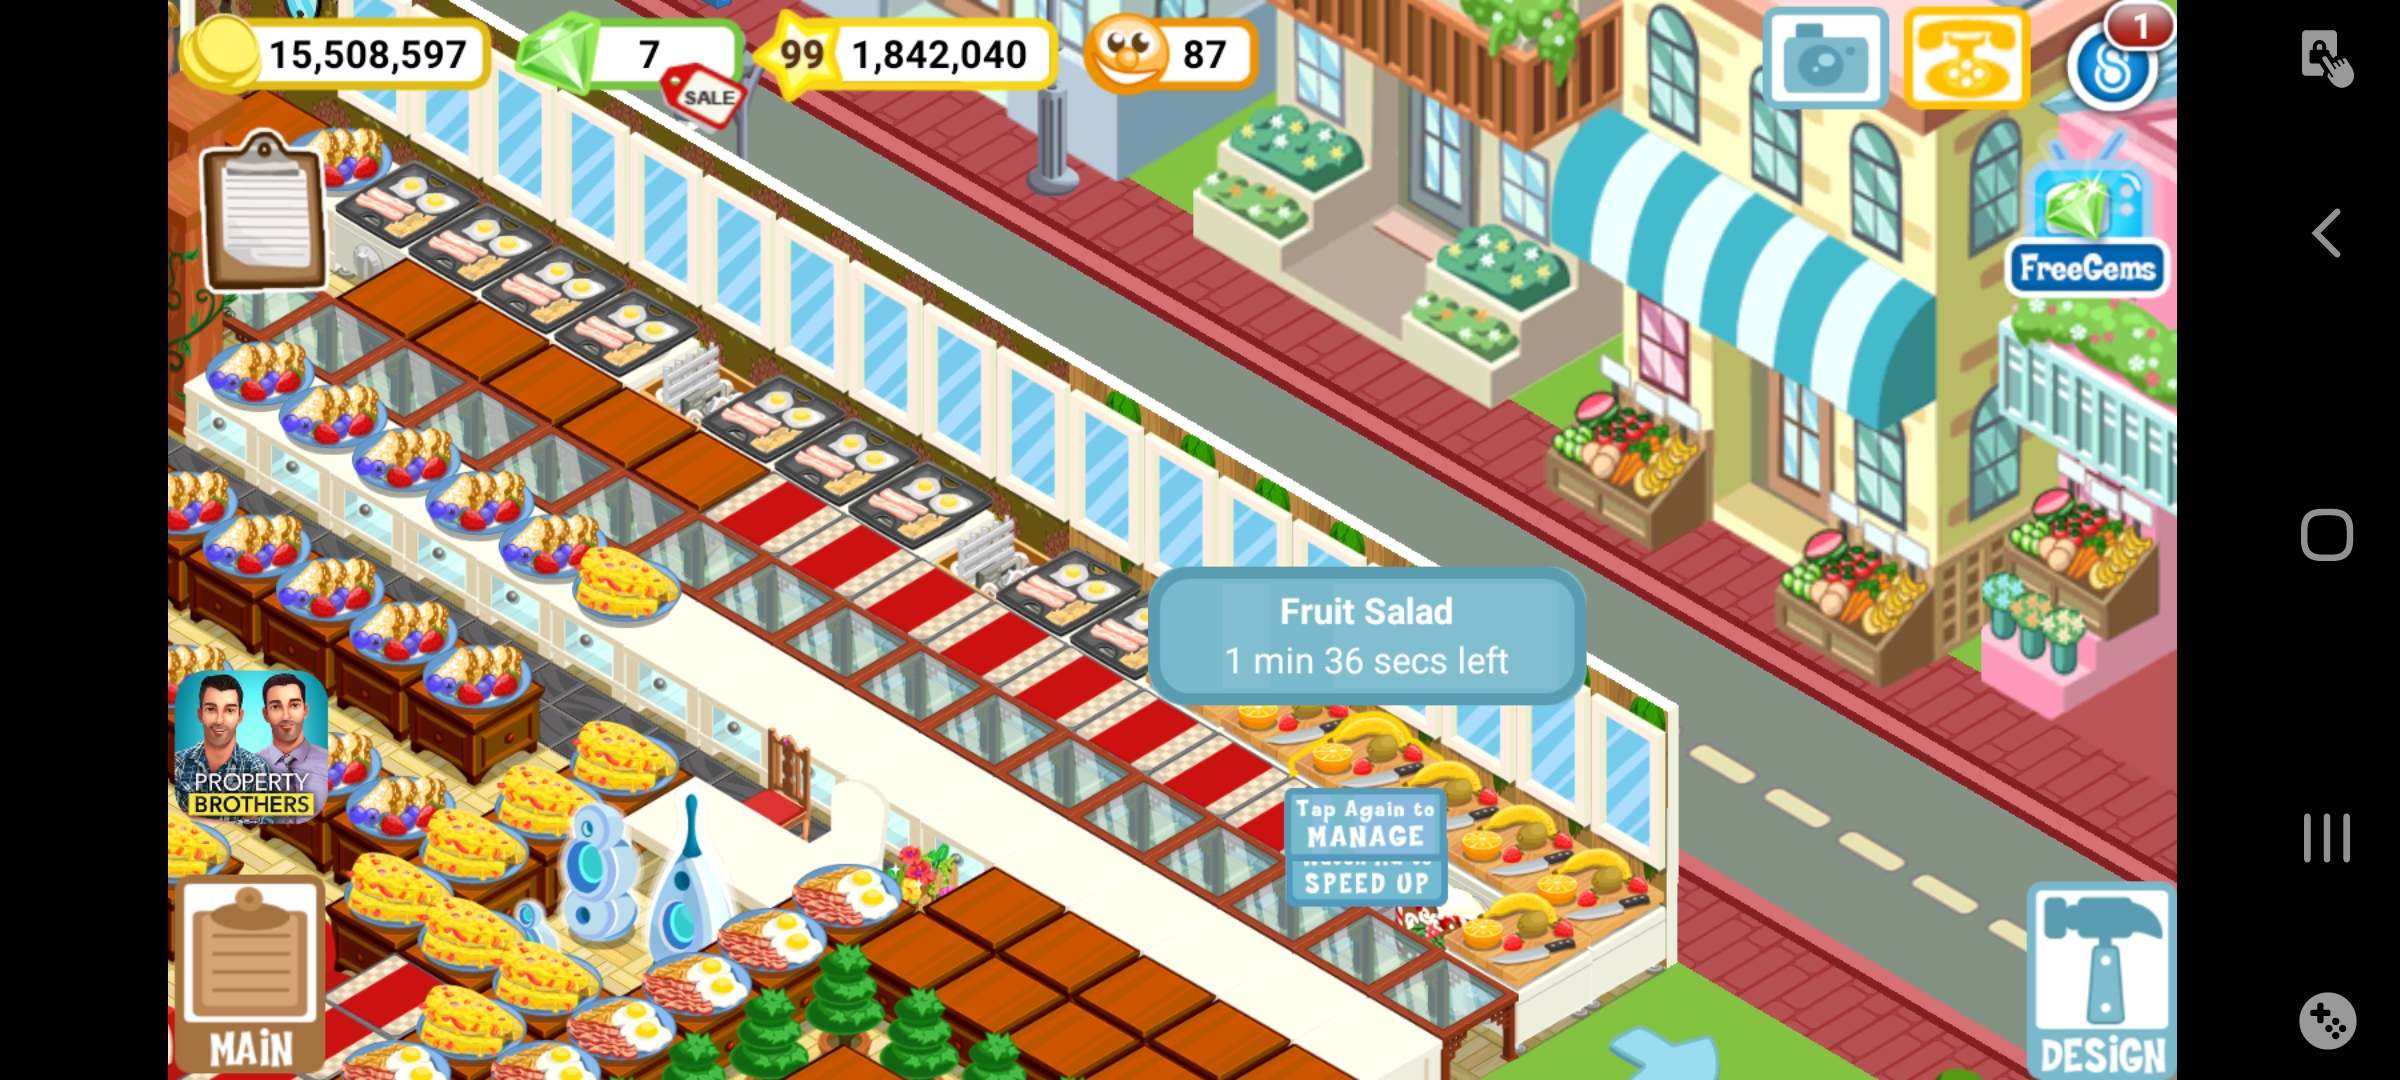 15,508,597
7
SALE
99
1,842,040
87
1
FreeGems
Fruit Salad
1 min 36 secs left
Tap Again to
MANAGE
SPEED UP
PROPERTY
BROTHERS
MAiN
DESiGN